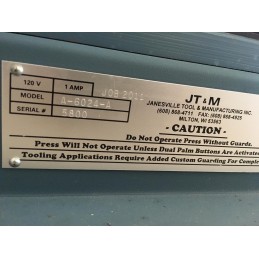 120 V 1 AMP JOB 2011
MODEL A-6024-A
SERIAL # 5800
JT & M
JANESVILLE TOOL & MANUFACTURING INC.
(608) 868-4711 FAX: (608) 868-4925
MILTON, WI 53563
- CAUTION -
Do Not Operate Press Without Guards.
Press Will Not Operate Unless Dual Palm Buttons Are Activated
Tooling Applications Require Added Custom Guarding For Comple